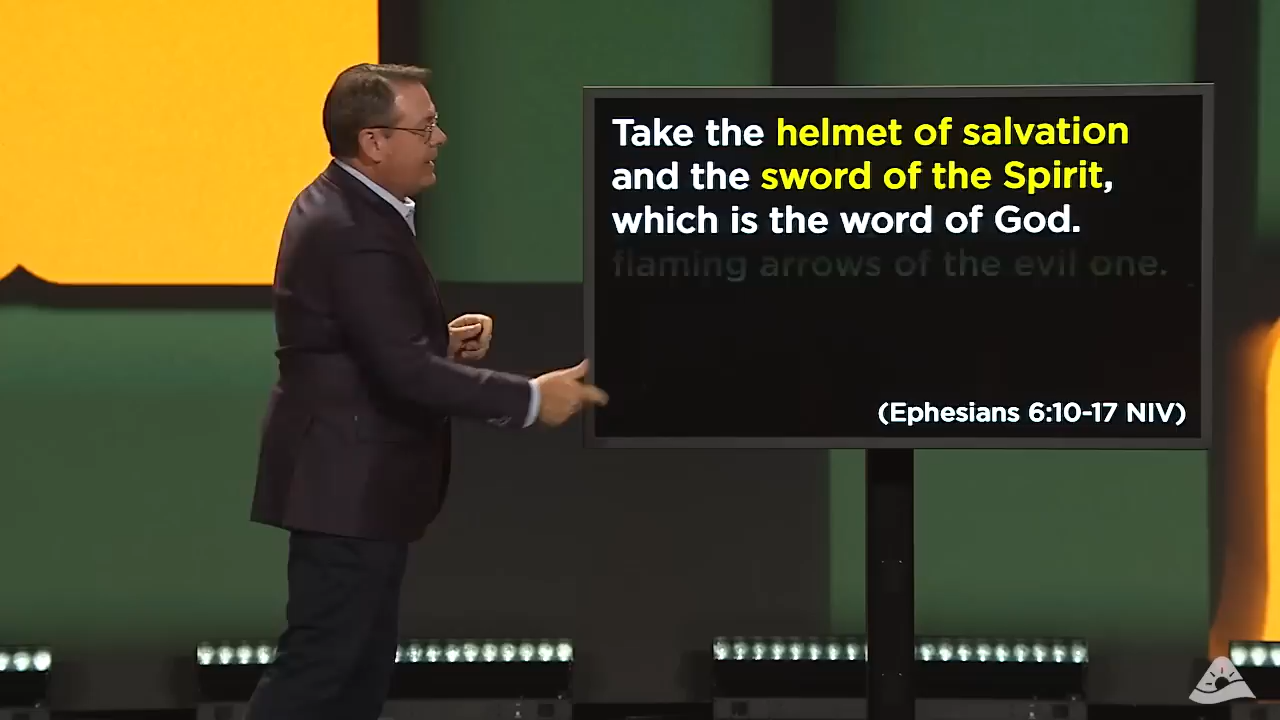 Take the helmet of salvation
and the sword of the Spirit,
which is the word of God.
flaming arrows of the evil one.
(Ephesians 6:10-17 NIV)